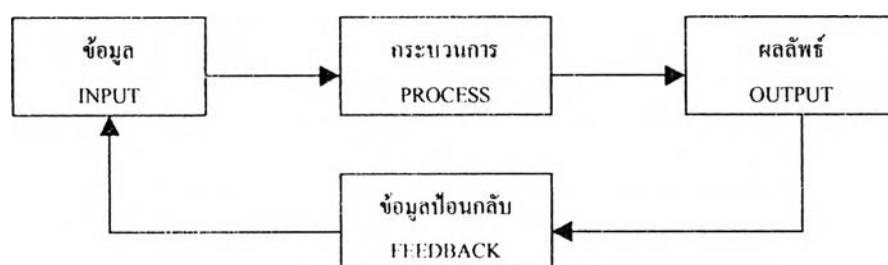 ข้อมูล
INPUT
กระบวนการ
PROCESS
ผลลัพธ์
OUTPUT
ข้อมูลป้อนกลับ
FEEDBACK